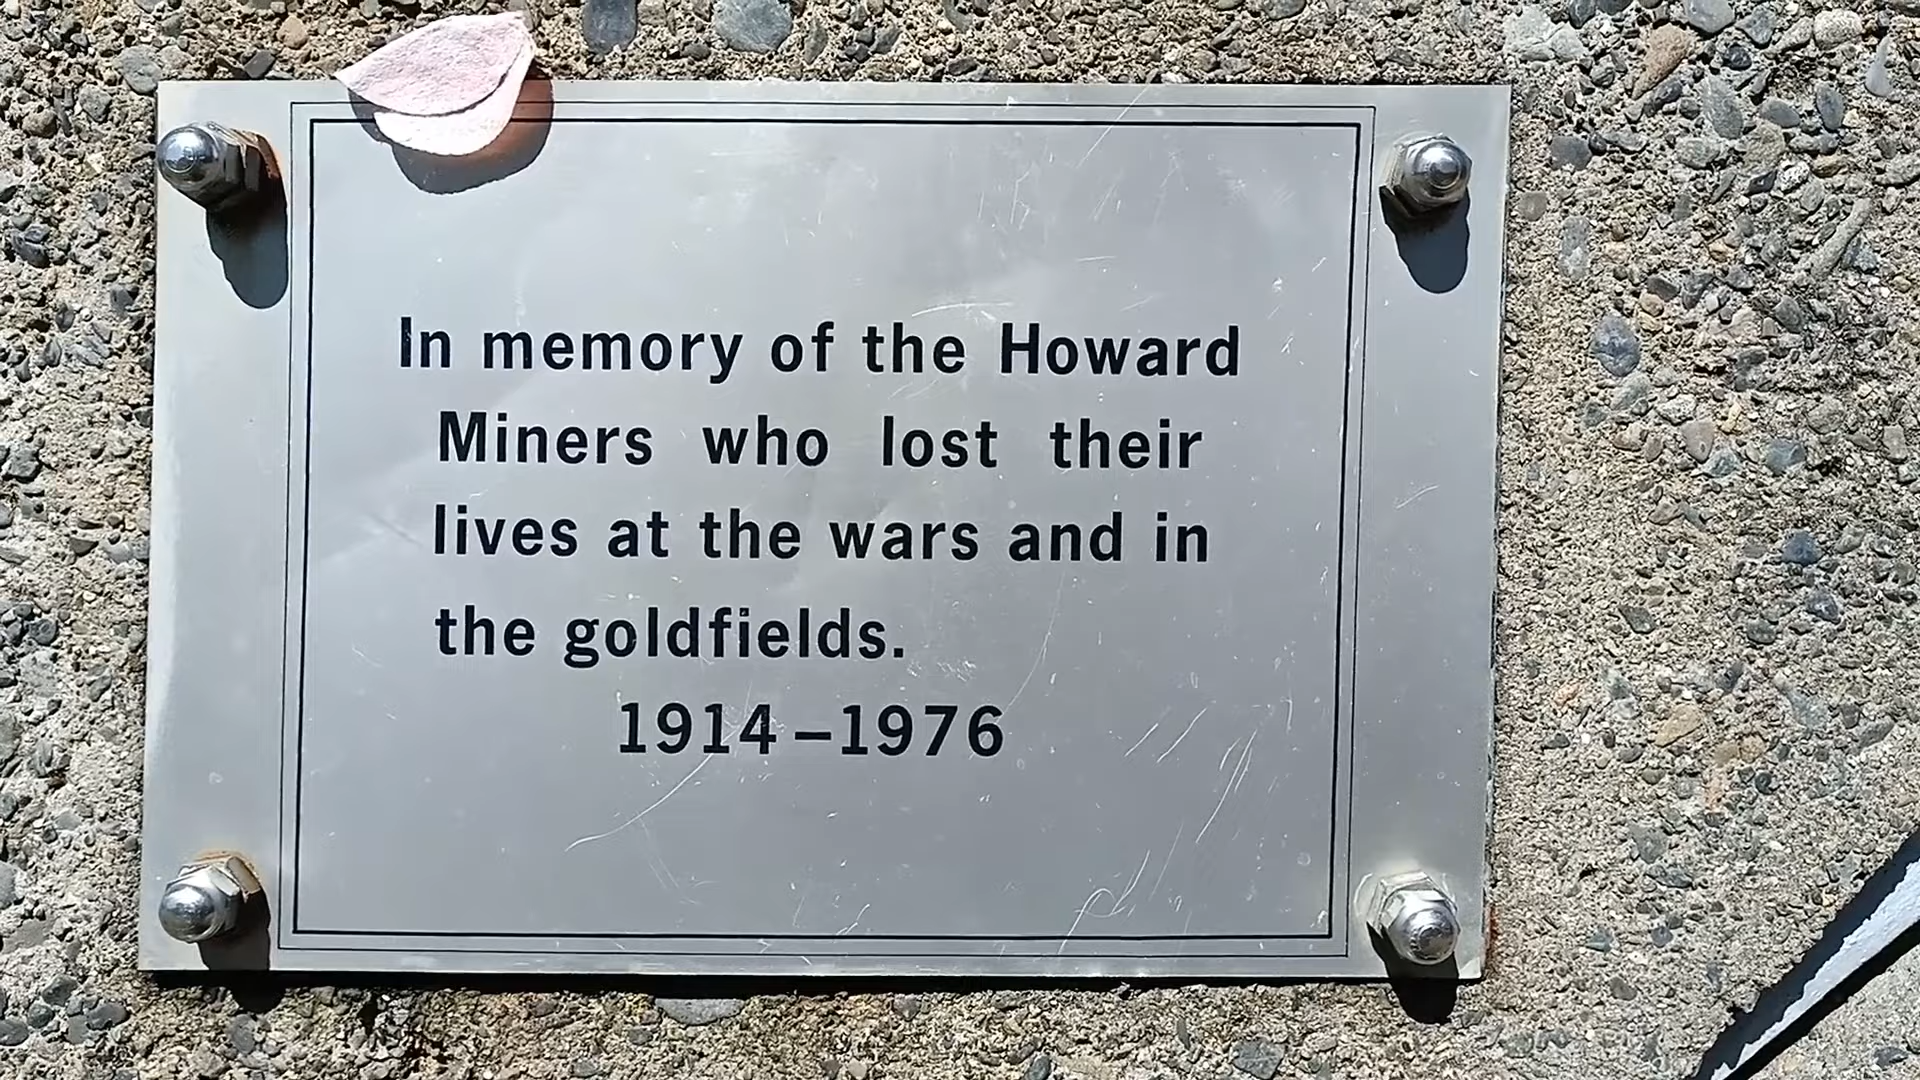 In memory of the Howard
Miners who lost their
lives at the wars and in
the goldfields.
1914–1976